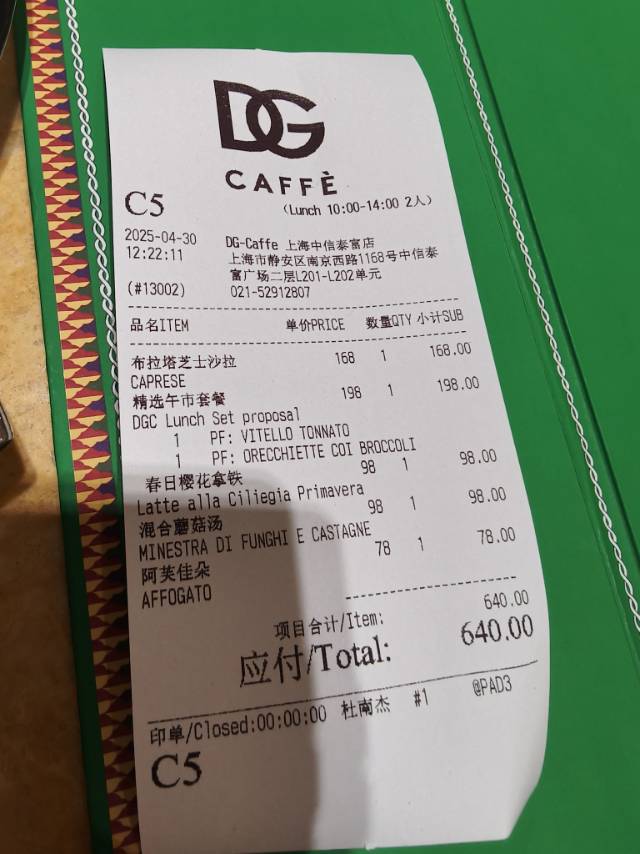 DG
CAFFÈ
C5
（Lunch 10:00-14:00 2人）
2025-04-30
12:22:11
(#13002)
DG-Caffe 上海中信泰富店
上海市静安区南京西路1168号中信泰
富广场二层L201-L202单元
021-52912807
品名ITEM 单价PRICE 数量QTY 小计SUB
布拉塔芝士沙拉 168 1 168.00
CAPRESE
精选午市套餐 198 1 198.00
DGC Lunch Set proposal
1 PF: VITELLO TONNATO
1 PF: ORECCHIETTE COI BROCCOLI
春日樱花拿铁 98 1 98.00
Latte alla Ciliegia Primavera
混合蘑菇汤 98 1 98.00
MINESTRA DI FUNGHI E CASTAGNE
阿芙佳朵 78 1 78.00
AFFOGATO
项目合计/Item: 640.00
应付/Total: 640.00
印单/Closed:00:00:00 杜南杰 #1 @PAD3
C5